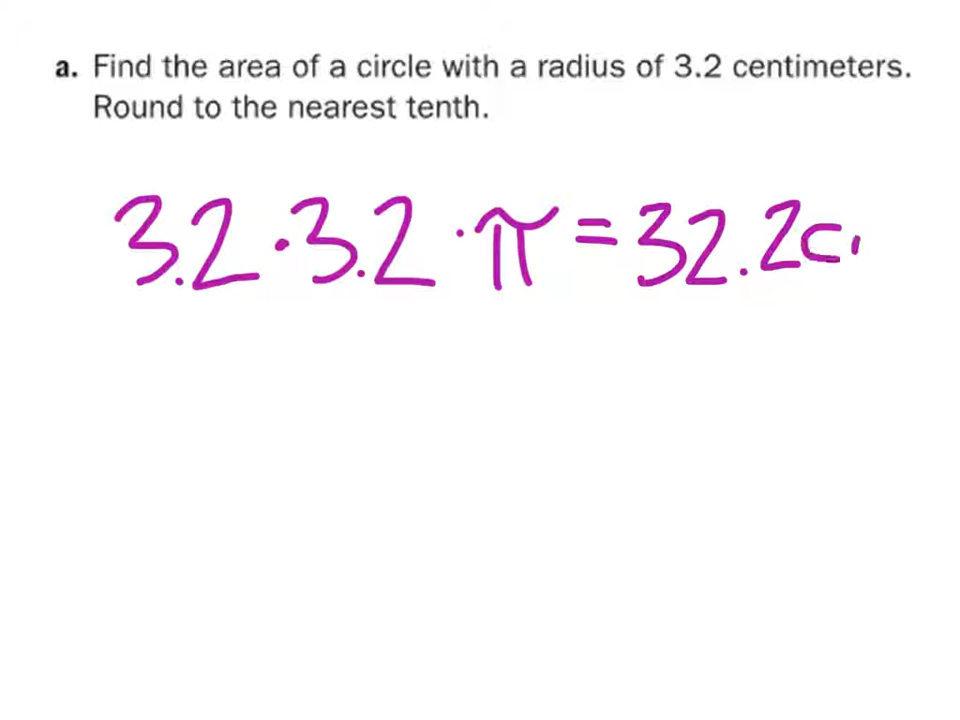 a. Find the area of a circle with a radius of 3.2 centimeters.
Round to the nearest tenth.
3.2·3.2·π=32.2c